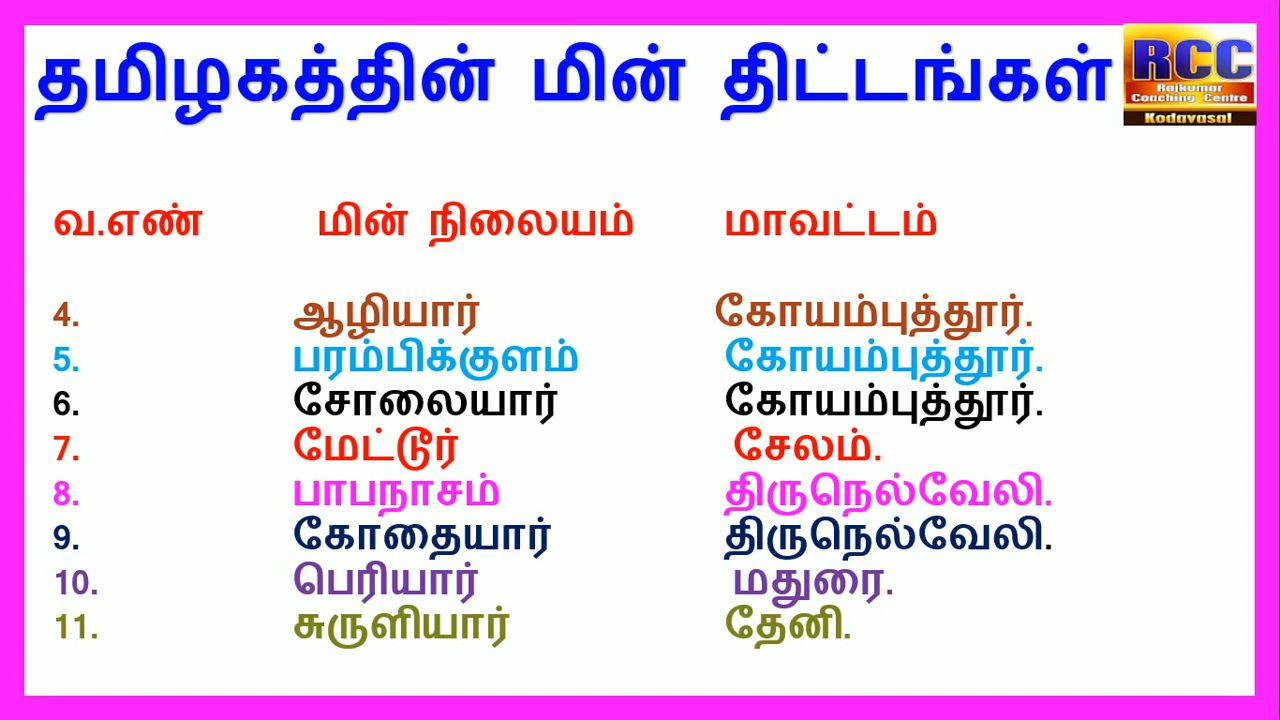 தமிழகத்தின் மின் திட்டங்கள்
RCC
Rajkumar
Coaching Centre
Kodavasal
வ.எண் மின் நிலையம் மாவட்டம்
4. ஆழியார் கோயம்புத்தூர்.
5. பரம்பிக்குளம் கோயம்புத்தூர்.
6. சோலையார் கோயம்புத்தூர்.
7. மேட்டூர் சேலம்.
8. பாபநாசம் திருநெல்வேலி.
9. கோதையார் திருநெல்வேலி.
10. பெரியார் மதுரை.
11. சுருளியார் தேனி.